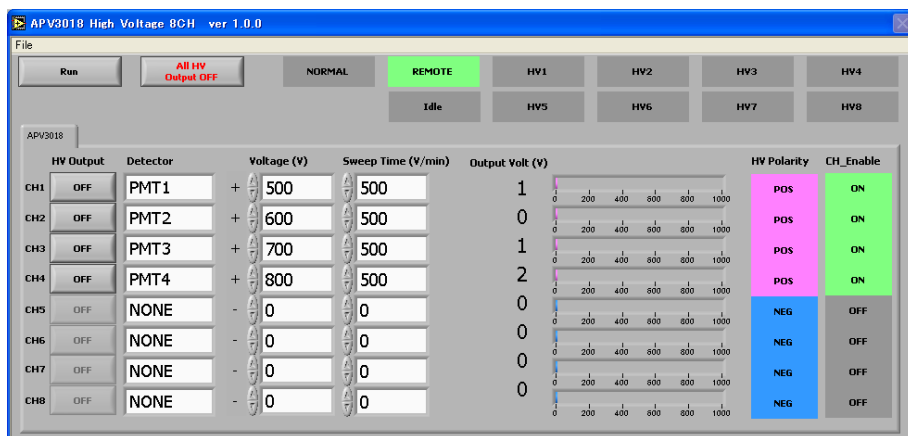 APV3018 High Voltage 8CH ver 1.0.0
File
Run All HV Output OFF NORMAL REMOTE HV1 HV2 HV3 HV4
Idle HV5 HV6 HV7 HV8
APV3018
HV Output Detector Voltage (V) Sweep Time (V/min) Output Volt (V) HV Polarity CH_Enable
CH1 OFF PMT1 + 500 500 1 POS ON
0 200 400 600 800 1000
CH2 OFF PMT2 + 600 500 0 POS ON
0 200 400 600 800 1000
CH3 OFF PMT3 + 700 500 1 POS ON
0 200 400 600 800 1000
CH4 OFF PMT4 + 800 500 2 POS ON
0 200 400 600 800 1000
CH5 OFF NONE - 0 0 0 NEG OFF
0 200 400 600 800 1000
CH6 OFF NONE - 0 0 0 NEG OFF
0 200 400 600 800 1000
CH7 OFF NONE - 0 0 0 NEG OFF
0 200 400 600 800 1000
CH8 OFF NONE - 0 0 0 NEG OFF
0 200 400 600 800 1000